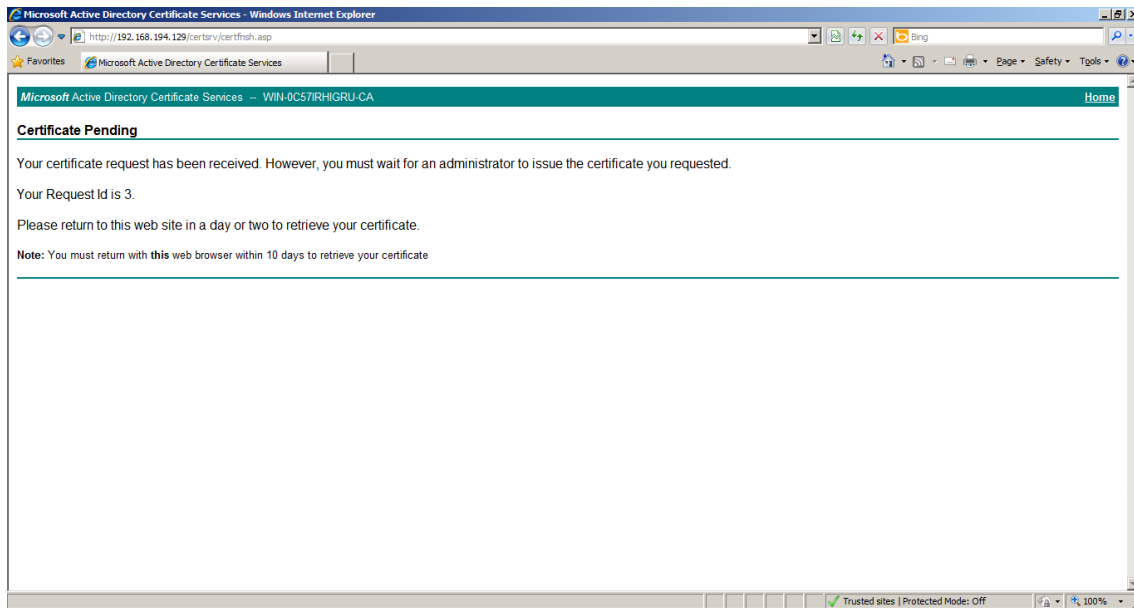 Microsoft Active Directory Certificate Services - Windows Internet Explorer
http://192.168.194.129/certsrv/certfnsh.asp
Bing
Favorites
Microsoft Active Directory Certificate Services
Page
Safety
Tools
Microsoft Active Directory Certificate Services -- WIN-0C57IRHIGRU-CA
Home
Certificate Pending
Your certificate request has been received. However, you must wait for an administrator to issue the certificate you requested.
Your Request Id is 3.
Please return to this web site in a day or two to retrieve your certificate.
Note: You must return with this web browser within 10 days to retrieve your certificate
Trusted sites | Protected Mode: Off
100%